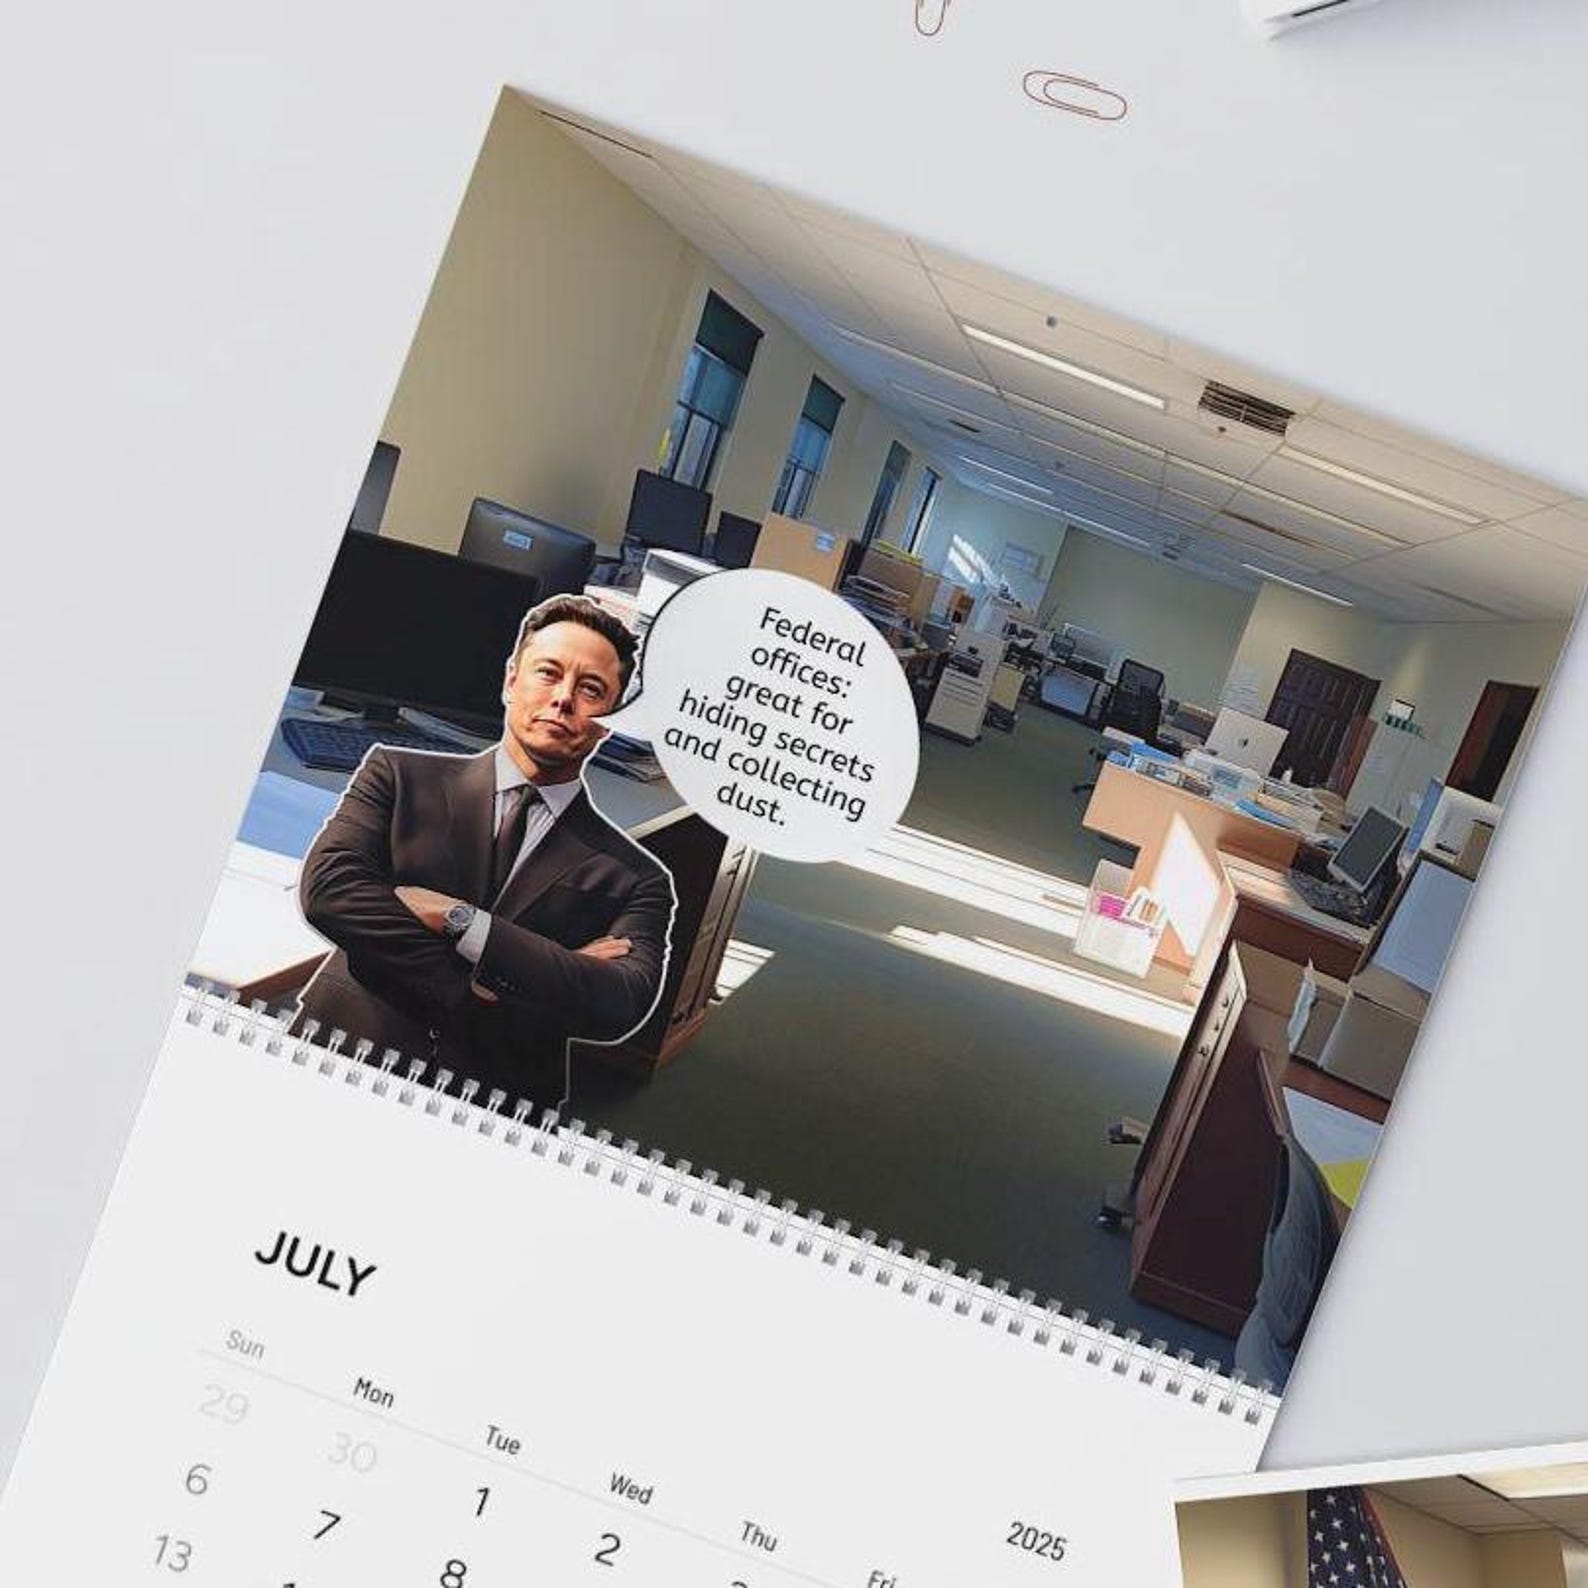 Federal
offices:
great for
hiding secrets
and collecting
dust.
JULY
2025
Sun Mon Tue Wed Thu Fri
29 30 1 2
6 7 8
13